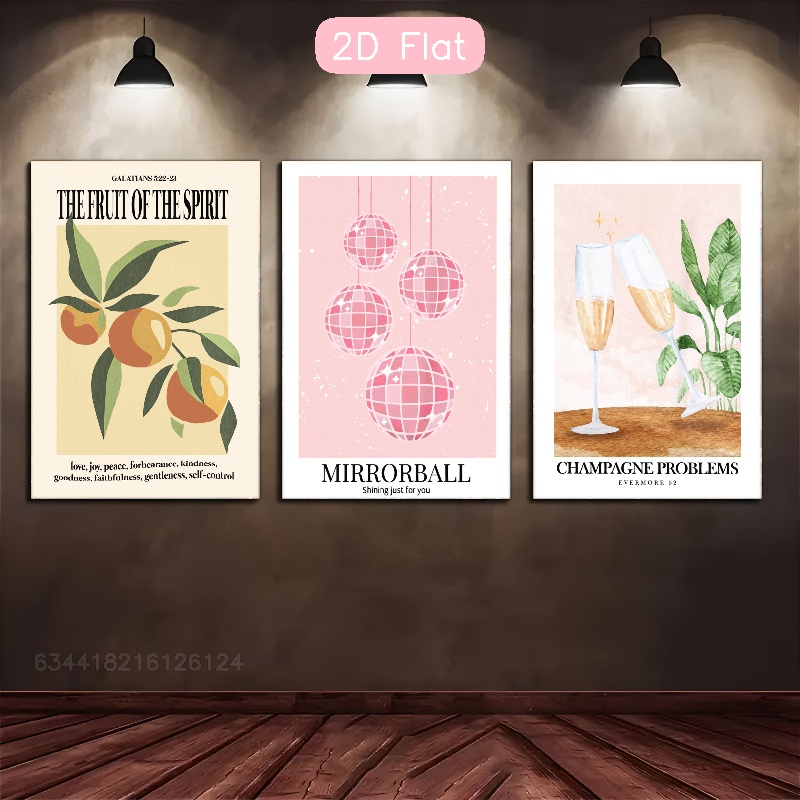 2D Flat
GALATIANS 5:22-23
THE FRUIT OF THE SPIRIT
love, joy, peace, forbearance, kindness,
goodness, faithfulness, gentleness, self-control
MIRRORBALL
Shining just for you
CHAMPAGNE PROBLEMS
EVERMORE 02
634418216126124